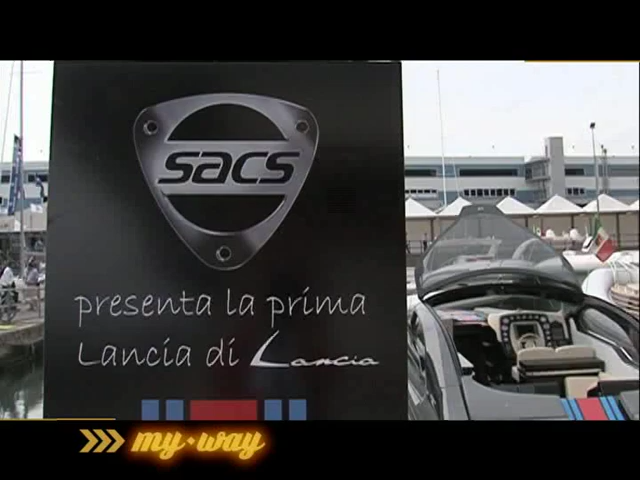 sacs
presenta la prima
Lancia di Lancia
my•way